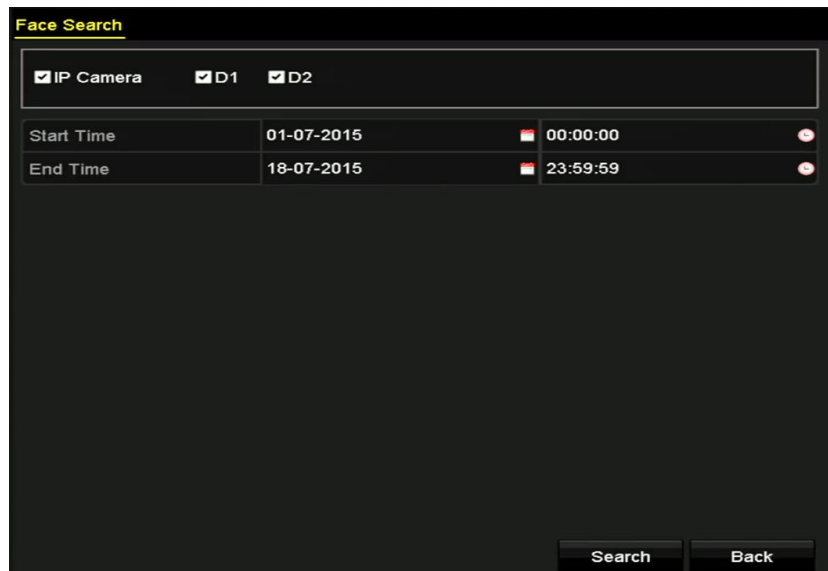 Face Search
IP Camera D1 D2
Start Time 01-07-2015 00:00:00
End Time 18-07-2015 23:59:59
Search Back